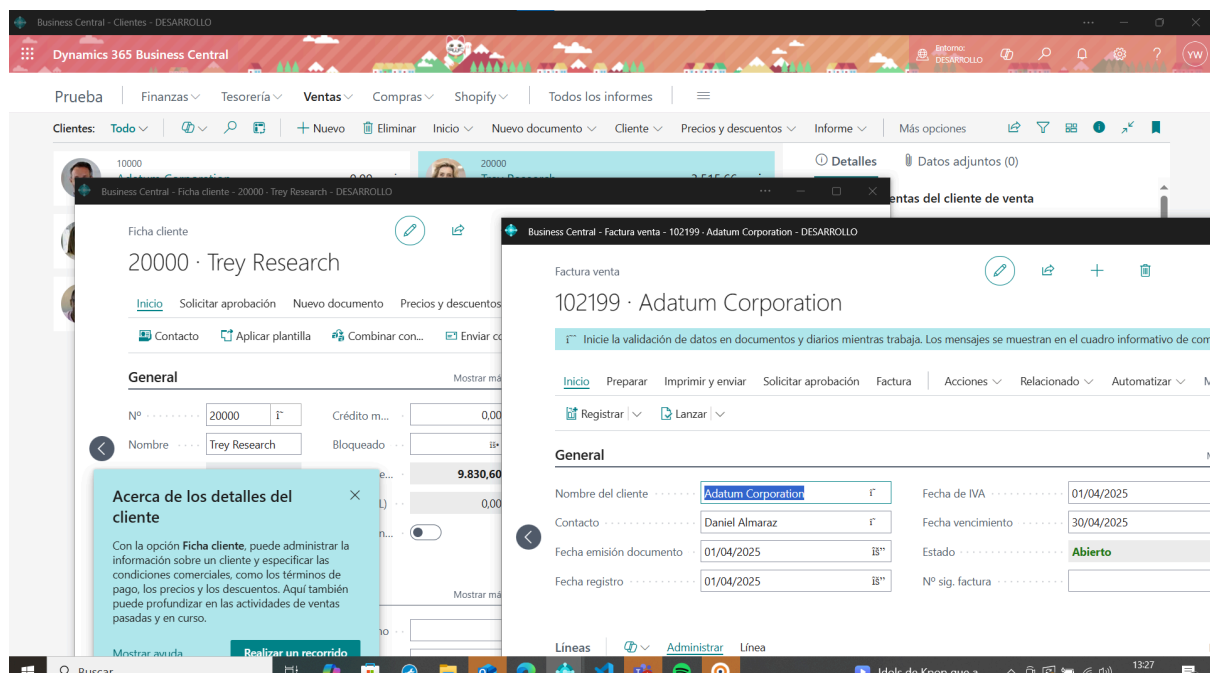 Business Central - Clientes - DESARROLLO
Dynamics 365 Business Central
Entorno:
DESARROLLO
YW
Prueba
Finanzas
Tesorería
Ventas
Compras
Shopify
Todos los informes
Clientes:
Todo
Nuevo
Eliminar
Inicio
Nuevo documento
Cliente
Precios y descuentos
Informe
Más opciones
10000
20000
Detalles
Datos adjuntos (0)
entas del cliente de venta
Business Central - Ficha cliente - 20000 · Trey Research - DESARROLLO
Ficha cliente
20000 · Trey Research
Inicio
Solicitar aprobación
Nuevo documento
Precios y descuentos
Contacto
Aplicar plantilla
Combinar con...
Enviar co
General
Mostrar má
Nº
20000
Crédito m...
0,00
Nombre
Trey Research
Bloqueado
e...
9.830,60
L)
0,00
n...
Mostrar má
no
Acerca de los detalles del
cliente
Con la opción Ficha cliente, puede administrar la
información sobre un cliente y especificar las
condiciones comerciales, como los términos de
pago, los precios y los descuentos. Aquí también
puede profundizar en las actividades de ventas
pasadas y en curso.
Mostrar ayuda
Realizar un recorrido
Business Central - Factura venta - 102199 · Adatum Corporation - DESARROLLO
Factura venta
102199 · Adatum Corporation
Inicie la validación de datos en documentos y diarios mientras trabaja. Los mensajes se muestran en el cuadro informativo de com
Inicio
Preparar
Imprimir y enviar
Solicitar aprobación
Factura
Acciones
Relacionado
Automatizar
Registrar
Lanzar
General
Nombre del cliente
Adatum Corporation
Fecha de IVA
01/04/2025
Contacto
Daniel Almaraz
Fecha vencimiento
30/04/2025
Fecha emisión documento
01/04/2025
Estado
Abierto
Fecha registro
01/04/2025
Nº sig. factura
Líneas
Administrar
Línea
Buscar
Idols de Kpop que a
13:27